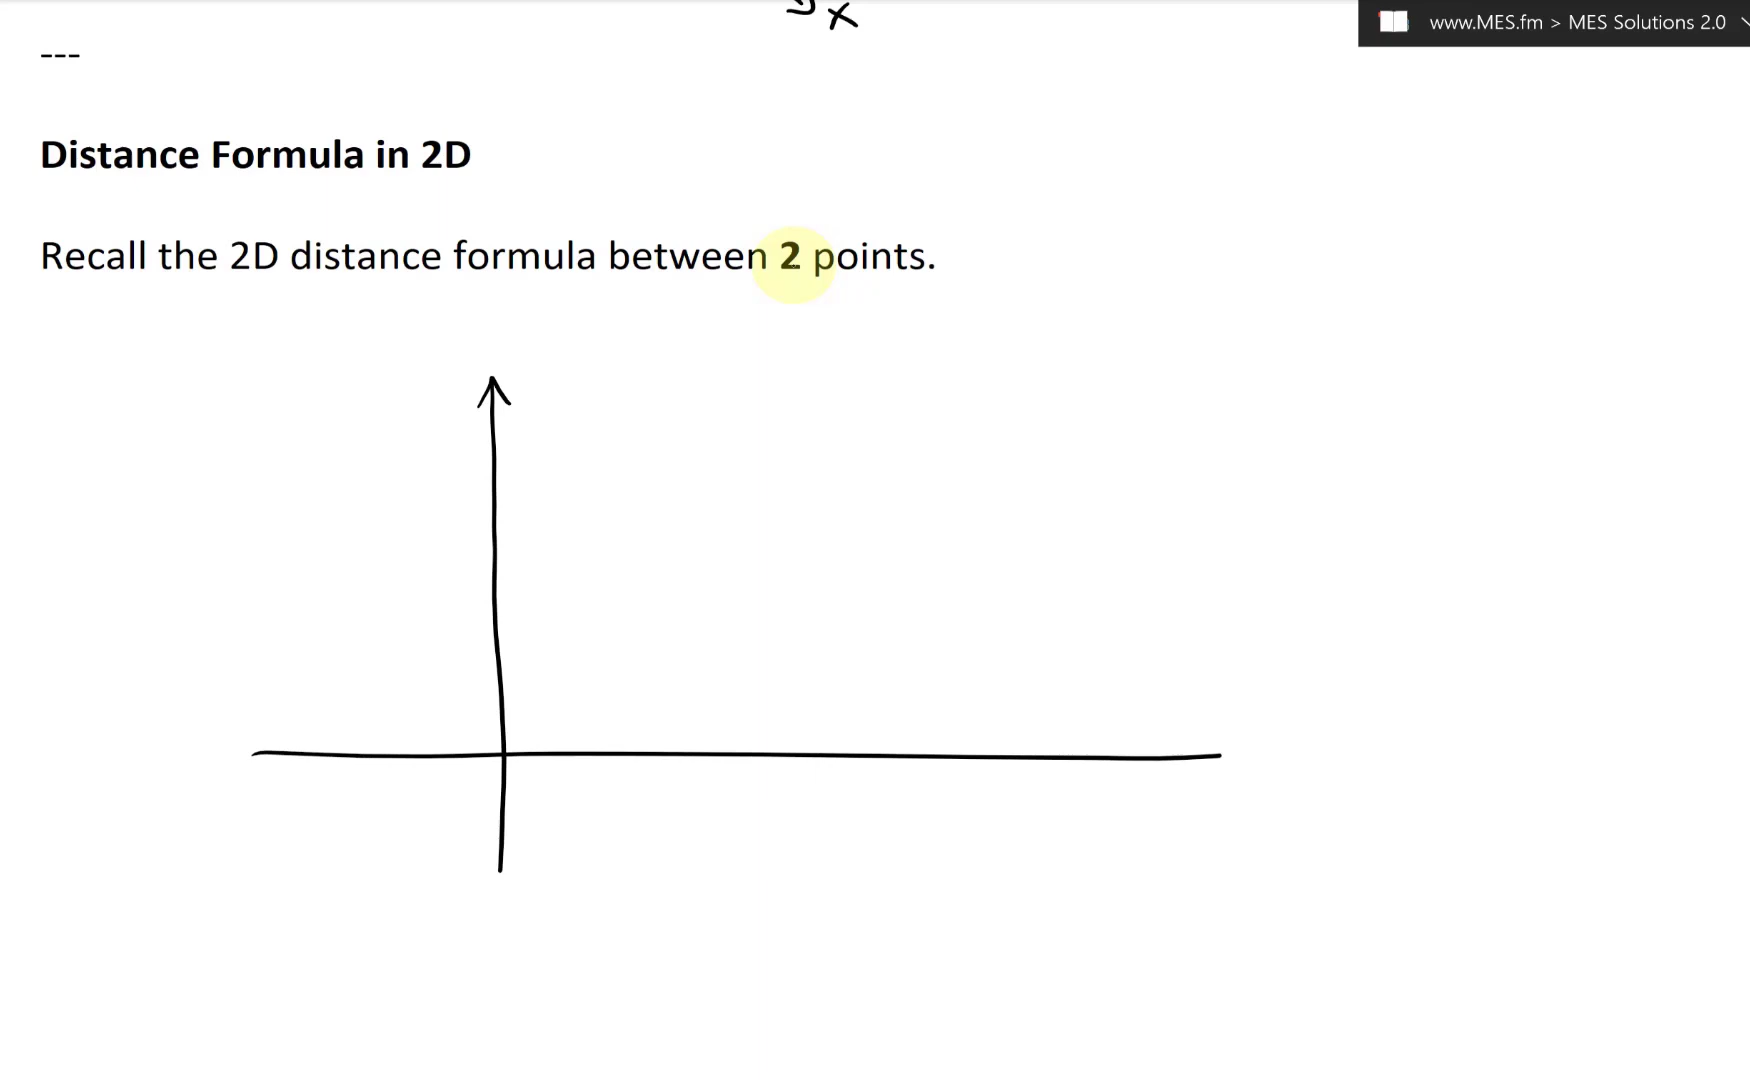 x
www.MES.fm > MES Solutions 2.0
---
Distance Formula in 2D
Recall the 2D distance formula between 2 points.